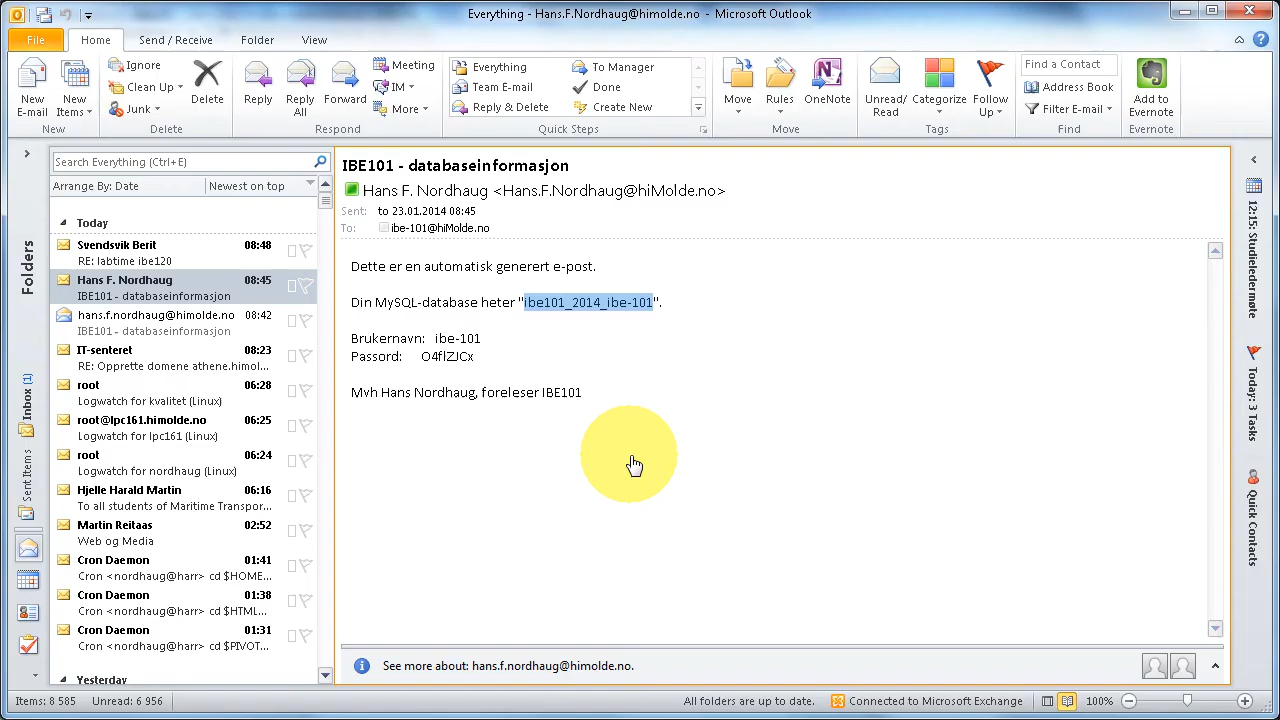 Everything - Hans F.Nordhaug@himolde.no - Microsoft Outlook
File
Home
Send / Receive
Folder
View
New E-mail
New Items
New
Ignore
Clean Up
Junk
Delete
Delete
Reply
Reply All
Forward
Meeting
IM
More
Respond
Everything
Team E-mail
Reply & Delete
To Manager
Done
Create New
Quick Steps
Move
Rules
OneNote
Move
Unread/ Read
Categorize
Follow Up
Tags
Find a Contact
Address Book
Filter E-mail
Find
Add to Evernote
Evernote
Search Everything (Ctrl+E)
Arrange By: Date
Newest on top
Today
Svendsvik Berit 08:48
RE: labtime ibe120
Hans F. Nordhaug 08:45
IBE101 - databaseinformasjon
hans.f.nordhaug@himolde.no 08:42
IBE101 - databaseinformasjon
IT-senteret 08:23
RE: Opprette domene athene.himol...
root 06:28
Logwatch for kvalitet (Linux)
root@lpc161.himolde.no 06:25
Logwatch for lpc161 (Linux)
root 06:24
Logwatch for nordhaug (Linux)
Hjelle Harald Martin 06:16
To all students of Maritime Transpor...
Martin Reitaas 02:52
Web og Media
Cron Daemon 01:41
Cron <nordhaug@harr> cd $HOME...
Cron Daemon 01:38
Cron <nordhaug@harr> cd $HTML...
Cron Daemon 01:31
Cron <nordhaug@harr> cd $PIVOT...
Yesterday
Folders
Inbox (1)
Sent Items
IBE101 - databaseinformasjon
Hans F. Nordhaug <Hans.F.Nordhaug@hiMolde.no>
Sent: to 23.01.2014 08:45
To: ibe-101@hiMolde.no
Dette er en automatisk generert e-post.
Din MySQL-database heter "ibe101_2014_ibe-101".
Brukernavn: ibe-101
Passord: O4flZJCx
Mvh Hans Nordhaug, foreleser IBE101
See more about: hans.f.nordhaug@himolde.no.
12:15: Studieledermøte
Today: 3 Tasks
Quick Contacts
Items: 8 585
Unread: 6 956
All folders are up to date.
Connected to Microsoft Exchange
100%